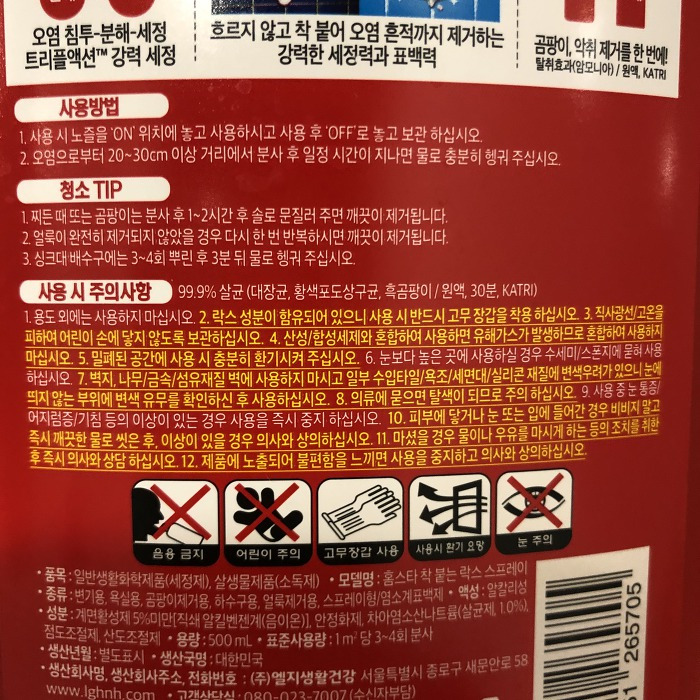 오염 침투-분해-세정
트리플액션™ 강력 세정
흐르지 않고 착 붙어 오염 흔적까지 제거하는
강력한 세정력과 표백력
곰팡이, 악취 제거를 한 번에!
탈취효과(암모니아) / 원액, KATRI
사용방법
1. 사용 시 노즐을 'ON' 위치에 놓고 사용하시고 사용 후 'OFF'로 놓고 보관 하십시오.
2. 오염으로부터 20~30cm 이상 거리에서 분사 후 일정 시간이 지나면 물로 충분히 헹궈 주십시오.
청소 TIP
1. 찌든 때 또는 곰팡이는 분사 후 1~2시간 후 솔로 문질러 주면 깨끗이 제거됩니다.
2. 얼룩이 완전히 제거되지 않았을 경우 다시 한 번 반복하시면 깨끗이 제거됩니다.
3. 싱크대 배수구에는 3~4회 뿌린 후 3분 뒤 물로 헹궈 주십시오.
사용 시 주의사항 99.9% 살균 (대장균, 황색포도상구균, 흑곰팡이 / 원액, 30분, KATRI)
1. 용도 외에는 사용하지 마십시오. 2. 락스 성분이 함유되어 있으니 사용 시 반드시 고무 장갑을 착용 하십시오. 3. 직사광선/고온을
피하여 어린이 손에 닿지 않도록 보관하십시오. 4. 산성/합성세제와 혼합하여 사용하면 유해가스가 발생하므로 혼합하여 사용하지
마십시오. 5. 밀폐된 공간에 사용 시 충분히 환기시켜 주십시오. 6. 눈보다 높은 곳에 사용하실 경우 수세미/스폰지에 묻혀 사용
하십시오. 7. 벽지, 나무/금속/섬유재질 벽에 사용하지 마시고 일부 수입타일/욕조/세면대/실리콘 재질에 변색우려가 있으니 눈에
띄지 않는 부위에 변색 유무를 확인하신 후 사용하십시오. 8. 의류에 묻으면 탈색이 되므로 주의 하십시오. 9. 사용 중 눈 통증/
어지럼증/기침 등의 이상이 있는 경우 사용을 즉시 중지 하십시오. 10. 피부에 닿거나 눈 또는 입에 들어간 경우 비비지 말고
즉시 깨끗한 물로 씻은 후, 이상이 있을 경우 의사와 상의하십시오. 11. 마셨을 경우 물이나 우유를 마시게 하는 등의 조치를 취한
후 즉시 의사와 상담 하십시오. 12. 제품에 노출되어 불편함을 느끼면 사용을 중지하고 의사와 상의하십시오.
음용 금지
어린이 주의
고무장갑 사용
사용시 환기 요망
눈 주의
• 품목 : 일반생활화학제품(세정제), 살생물제품(소독제) • 모델명 : 홈스타 착 붙는 락스 스프레이
• 종류 : 변기용, 욕실용, 곰팡이제거용, 하수구용, 얼룩제거용, 스프레이형/염소계표백제 • 액성 : 알칼리성
• 성분 : 계면활성제 5%미만[직쇄 알킬벤젠계(음이온)], 안정화제, 차아염소산나트륨(살균제, 1.0%),
점도조정제, 산도조정제 • 용량 : 500 mL • 표준사용량 : 1m² 당 3~4회 분사
• 생산년월 : 별도표시 • 생산국명 : 대한민국
• 생산회사명, 생산회사주소, 전화번호 : (주)엘지생활건강 서울특별시 종로구 새문안로 58
www.lghnh.com • 고객상담실 : 080-023-7007 (수신자부담)
265705